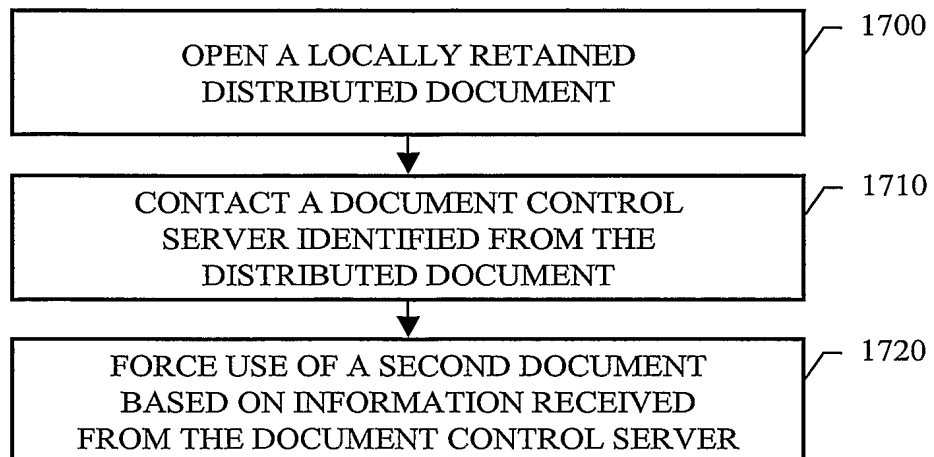 1700
OPEN A LOCALLY RETAINED
DISTRIBUTED DOCUMENT
1710
CONTACT A DOCUMENT CONTROL
SERVER IDENTIFIED FROM THE
DISTRIBUTED DOCUMENT
1720
FORCE USE OF A SECOND DOCUMENT
BASED ON INFORMATION RECEIVED
FROM THE DOCUMENT CONTROL SERVER